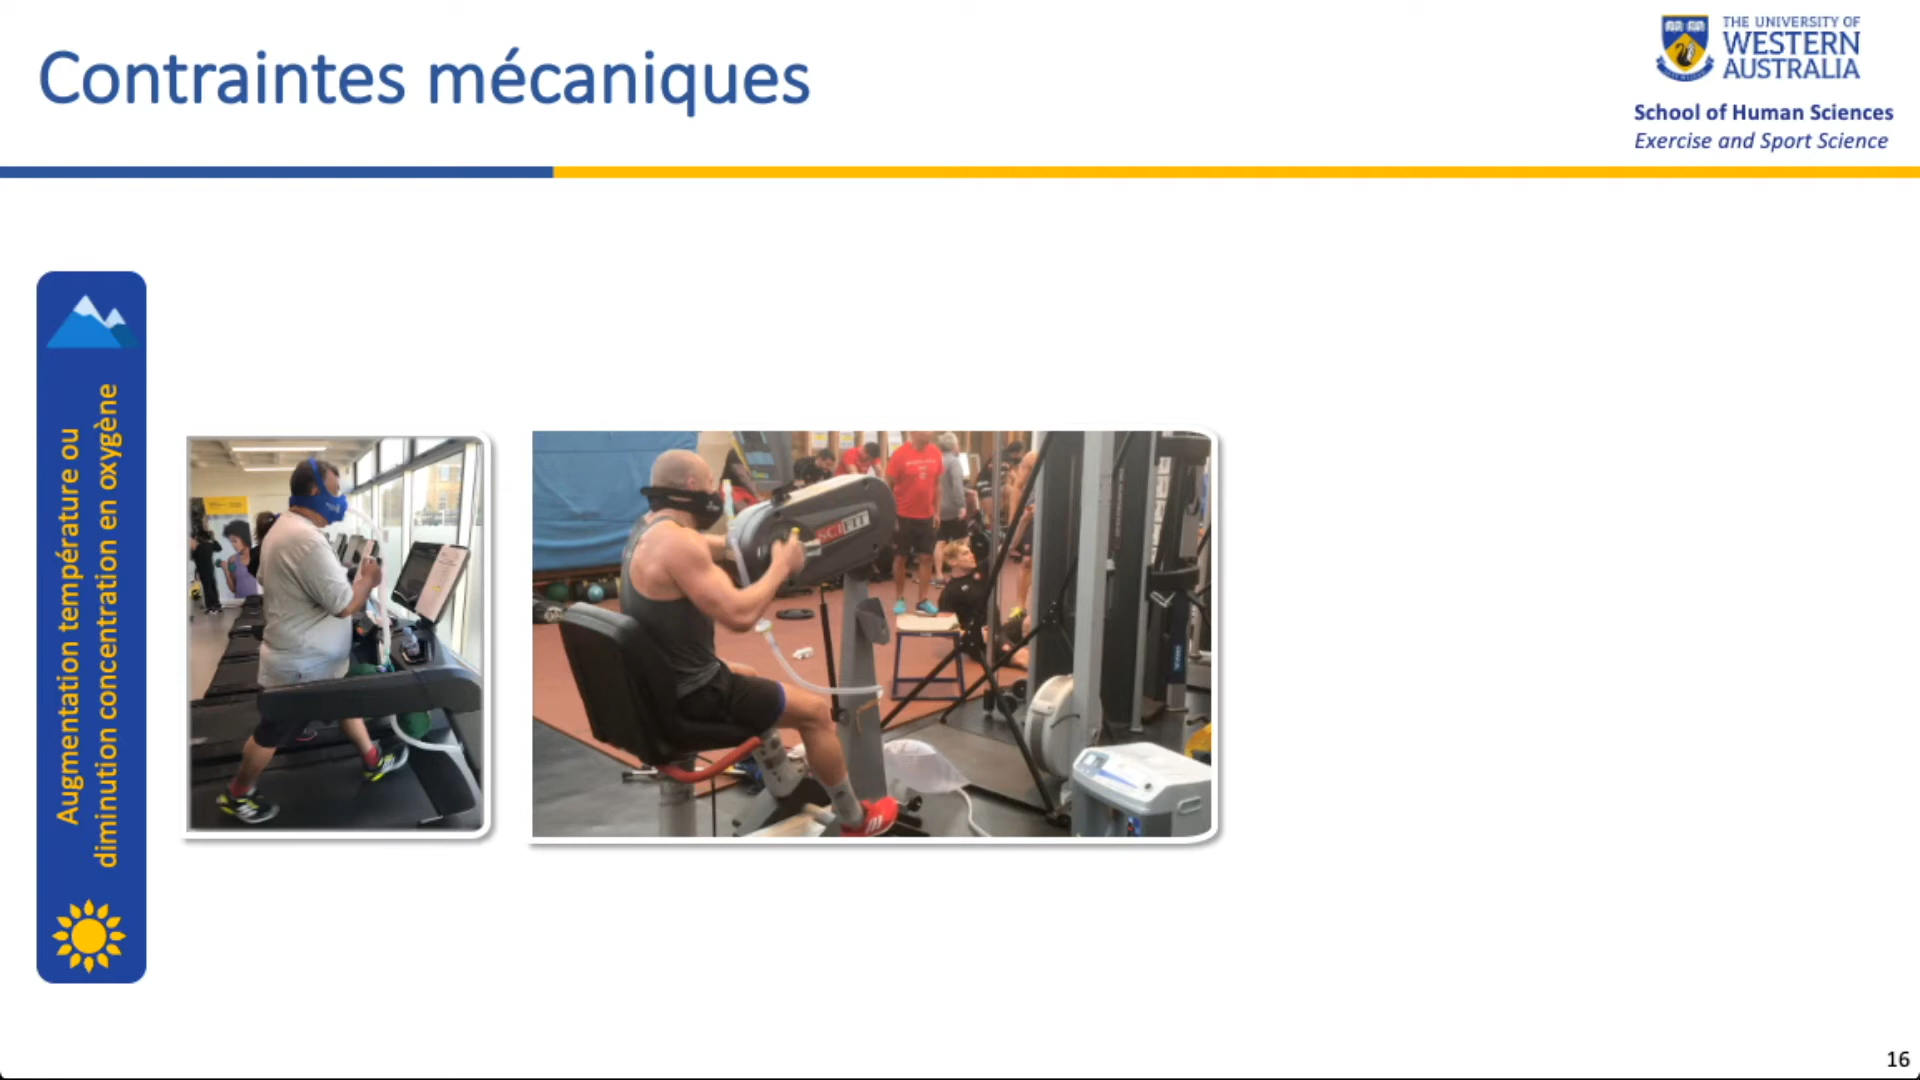 Contraintes mécaniques
THE UNIVERSITY OF
WESTERN
AUSTRALIA
School of Human Sciences
Exercise and Sport Science
Augmentation température ou
diminution concentration en oxygène
SCIFIT
16